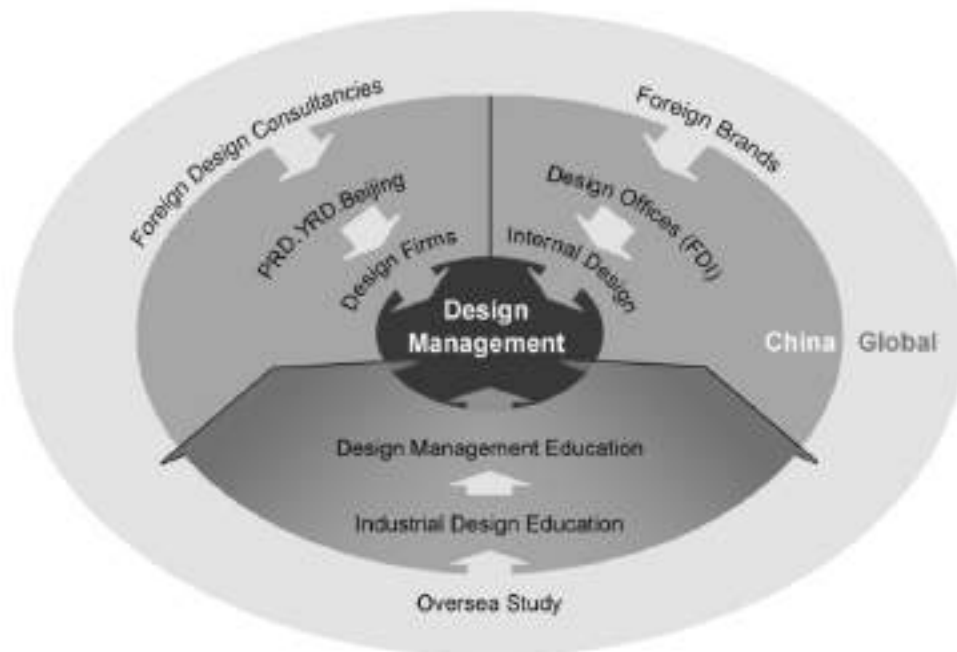 Foreign Design Consultancies
Foreign Brands
PRD.YRD.Beijing
Design Offices (FDI)
Design Firms
Internal Design
Design
Management
China
Global
Design Management Education
Industrial Design Education
Oversea Study